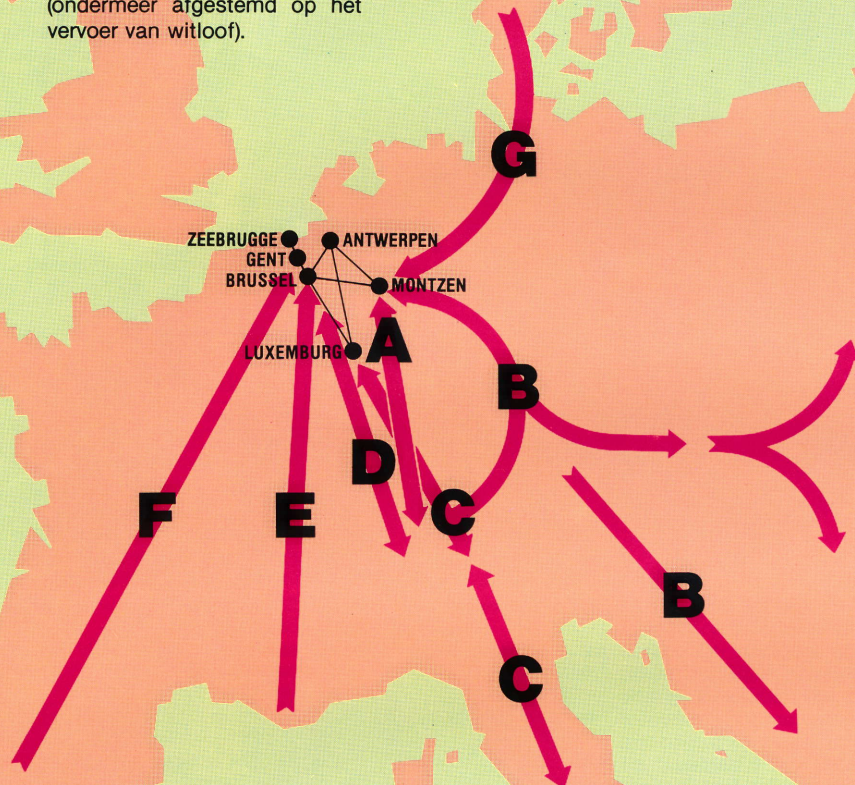 (ondermeer afgestemd op het
vervoer van witloof).
G
ZEEBRUGGE
ANTWERPEN
GENT
BRUSSEL
MONTZEN
LUXEMBURG
A
B
D
F
E
C
B
C